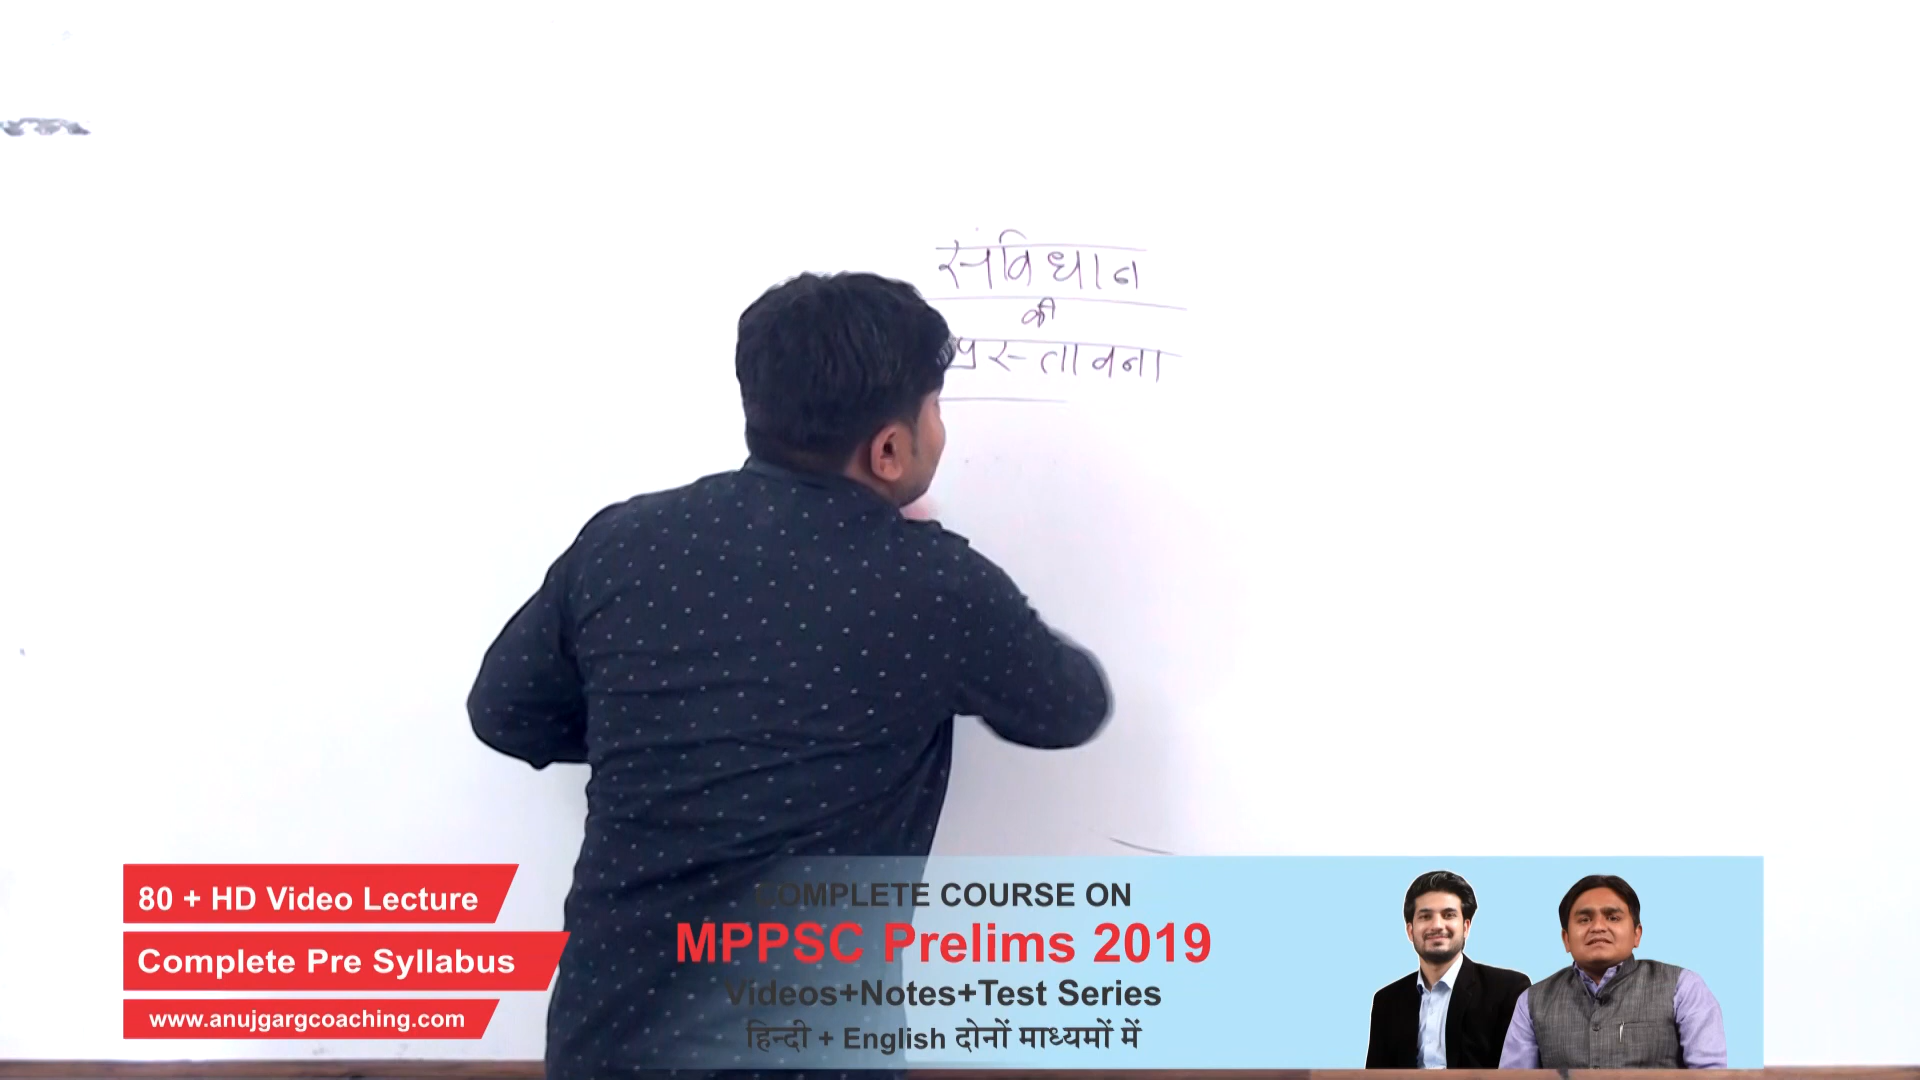 संविधान
की
प्रस्तावना
80 + HD Video Lecture
Complete Pre Syllabus
www.anujgargcoaching.com
COMPLETE COURSE ON
MPPSC Prelims 2019
Videos+Notes+Test Series
हिन्दी + English दोनों माध्यमों में